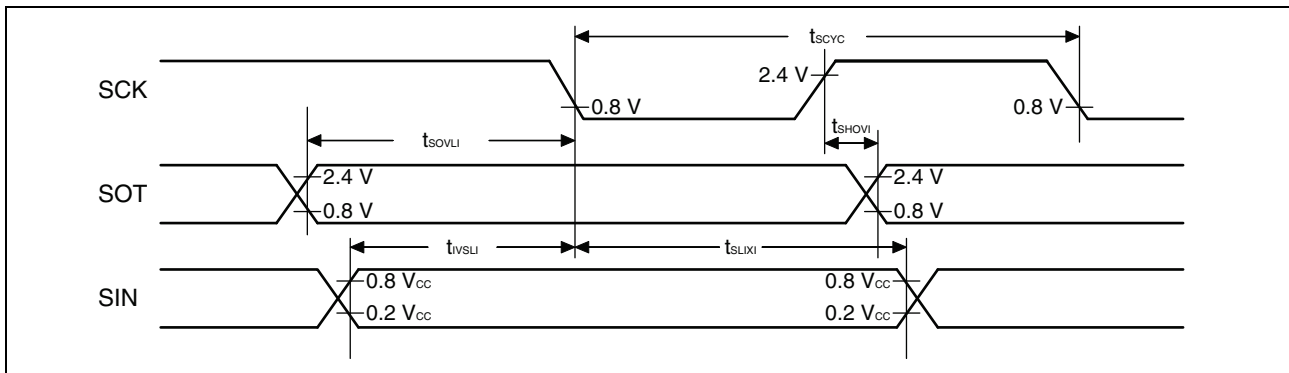 tSCYC
SCK
2.4 V
0.8 V
0.8 V
tSOVLI
tSHOVI
SOT
2.4 V
0.8 V
2.4 V
0.8 V
tIVSLI
tSLIXI
SIN
0.8 VCC
0.2 VCC
0.8 VCC
0.2 VCC